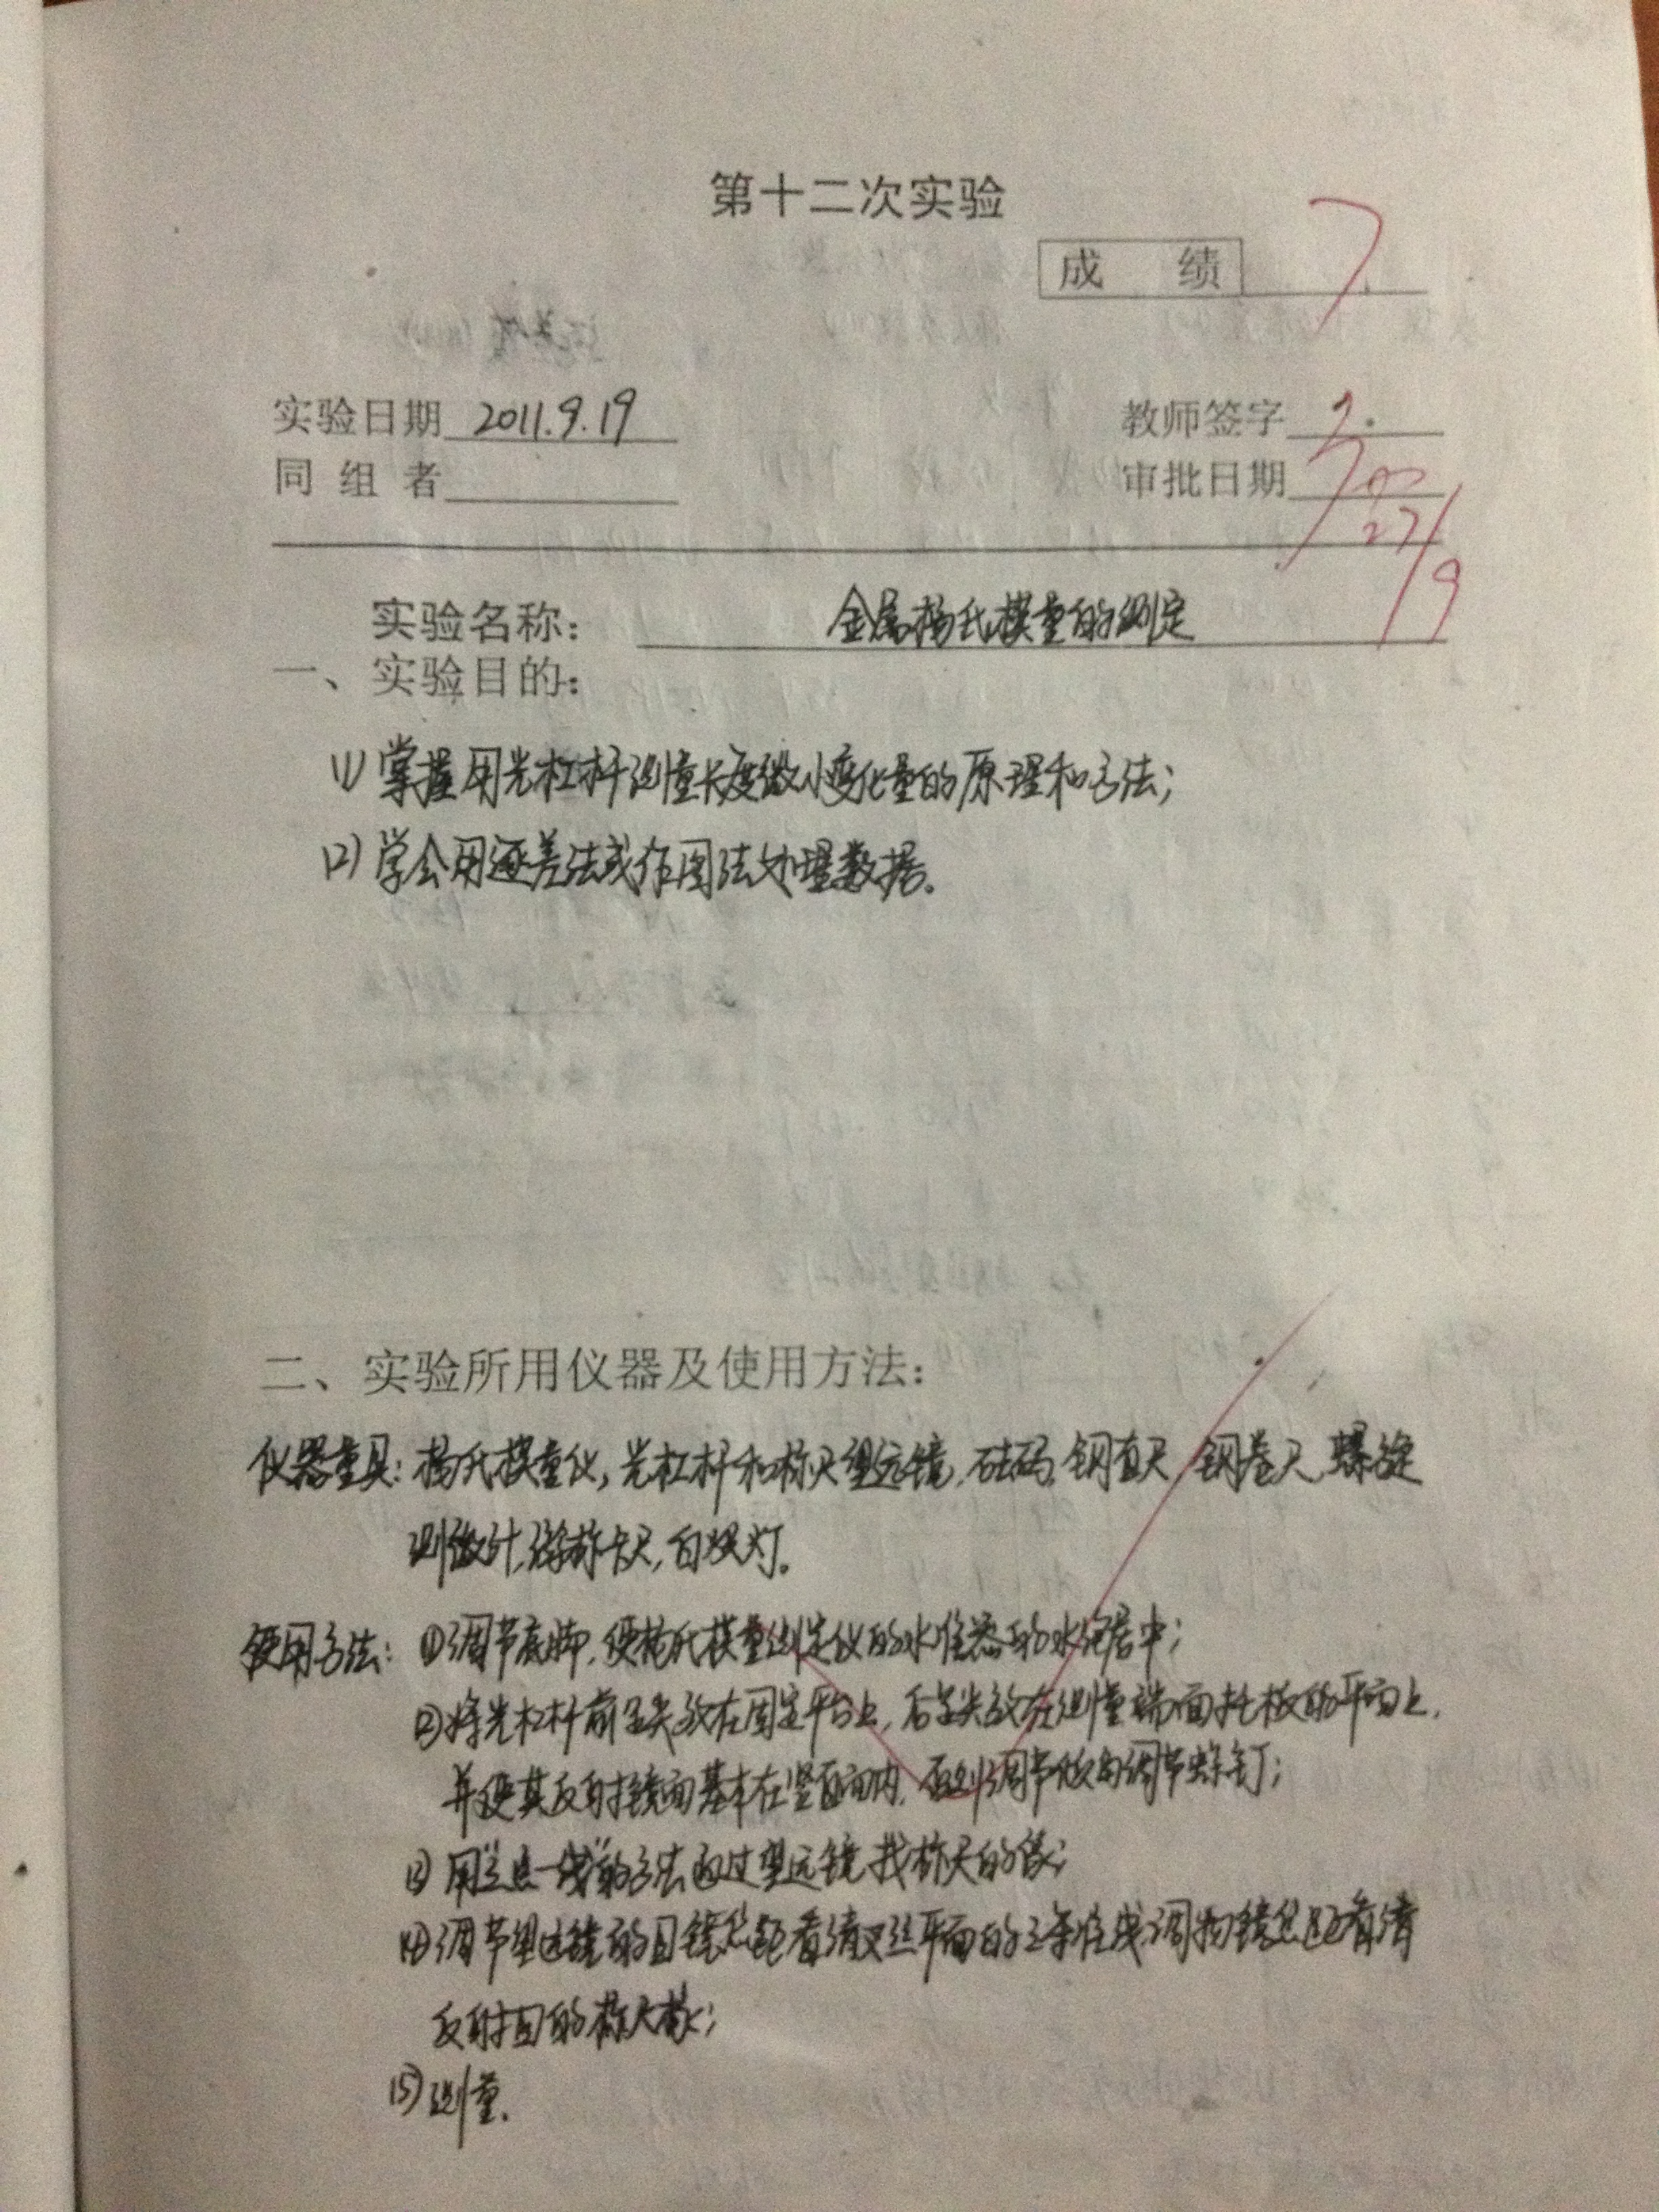 第十二次实验
成 绩 7.
实验日期 2011.9.19
教师签字
同 组 者
审批日期 27/9
实验名称： 金属杨氏模量的测定
一、实验目的：
(1) 掌握用光杠杆测量长度微小变化量的原理和方法；
(2) 学会用逐差法或作图法处理数据。
二、实验所用仪器及使用方法：
仪器量具：杨氏模量仪，光杠杆和标尺望远镜，砝码，钢直尺，钢卷尺，螺旋
测微计，游标卡尺，白炽灯。
使用方法：(1) 调节底脚，使杨氏模量测定仪的水准器的水泡居中；
(2) 将光杠杆前足尖放在固定平台上，后足尖放在测量端面托板的平面上，
并使其反射镜面基本在竖直面内，否则调节的调节螺钉；
(3) 用“三点一线”的方法通过望远镜找标尺的像；
(4) 调节望远镜的目镜焦距看清叉丝平面的三条准线，调物镜焦距看清
反射回的标尺像；
(5) 测量．